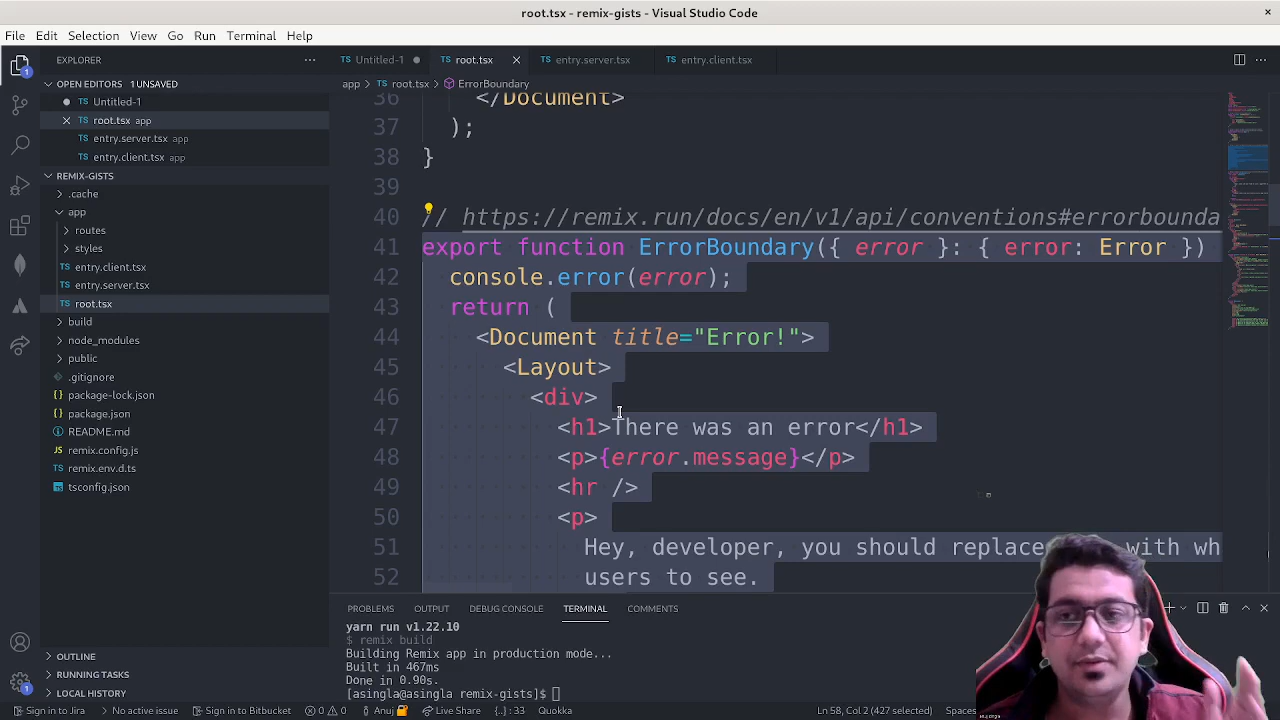 root.tsx - remix-gists - Visual Studio Code
File Edit Selection View Go Run Terminal Help
EXPLORER
OPEN EDITORS 1 UNSAVED
Untitled-1
root.tsx app
entry.server.tsx app
entry.client.tsx app
REMIX-GISTS
.cache
app
routes
styles
entry.client.tsx
entry.server.tsx
root.tsx
build
node_modules
public
.gitignore
package-lock.json
package.json
README.md
remix.config.js
remix.env.d.ts
tsconfig.json
OUTLINE
RUNNING TASKS
LOCAL HISTORY
Untitled-1 root.tsx entry.server.tsx entry.client.tsx
app > root.tsx > ErrorBoundary
36 </Document>
37 );
38 }
39
40 // https://remix.run/docs/en/v1/api/conventions#errorbounda
41 export function ErrorBoundary({ error }: { error: Error })
42 console.error(error);
43 return (
44 <Document title="Error!">
45 <Layout>
46 <div>
47 <h1>There was an error</h1>
48 <p>{error.message}</p>
49 <hr />
50 <p>
51 Hey, developer, you should replace with wh
52 users to see.
PROBLEMS OUTPUT DEBUG CONSOLE TERMINAL COMMENTS
yarn run v1.22.10
$ remix build
Building Remix app in production mode...
Built in 467ms
Done in 0.90s.
[asingla@asingla remix-gists]$
Sign in to Jira No active issue Sign in to Bitbucket 0 0 Anuj Live Share {..} : 33 Quokka Ln 58, Col 2 (427 selected) Spaces